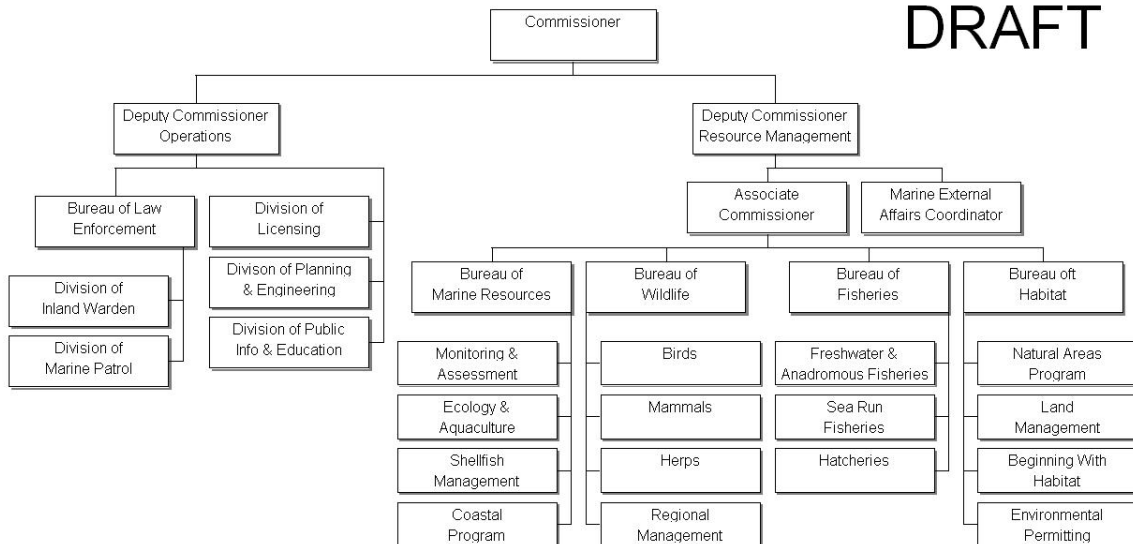 DRAFT
Commissioner
Deputy Commissioner
Operations
Deputy Commissioner
Resource Management
Bureau of Law
Enforcement
Division of
Licensing
Associate
Commissioner
Marine External
Affairs Coordinator
Division of
Inland Warden
Division of
Marine Patrol
Divison of Planning
& Engineering
Division of Public
Info & Education
Bureau of
Marine Resources
Bureau of
Wildlife
Bureau of
Fisheries
Bureau oft
Habitat
Monitoring &
Assessment
Ecology &
Aquaculture
Shellfish
Management
Coastal
Program
Birds
Mammals
Herps
Regional
Management
Freshwater &
Anadromous Fisheries
Sea Run
Fisheries
Hatcheries
Natural Areas
Program
Land
Management
Beginning With
Habitat
Environmental
Permitting